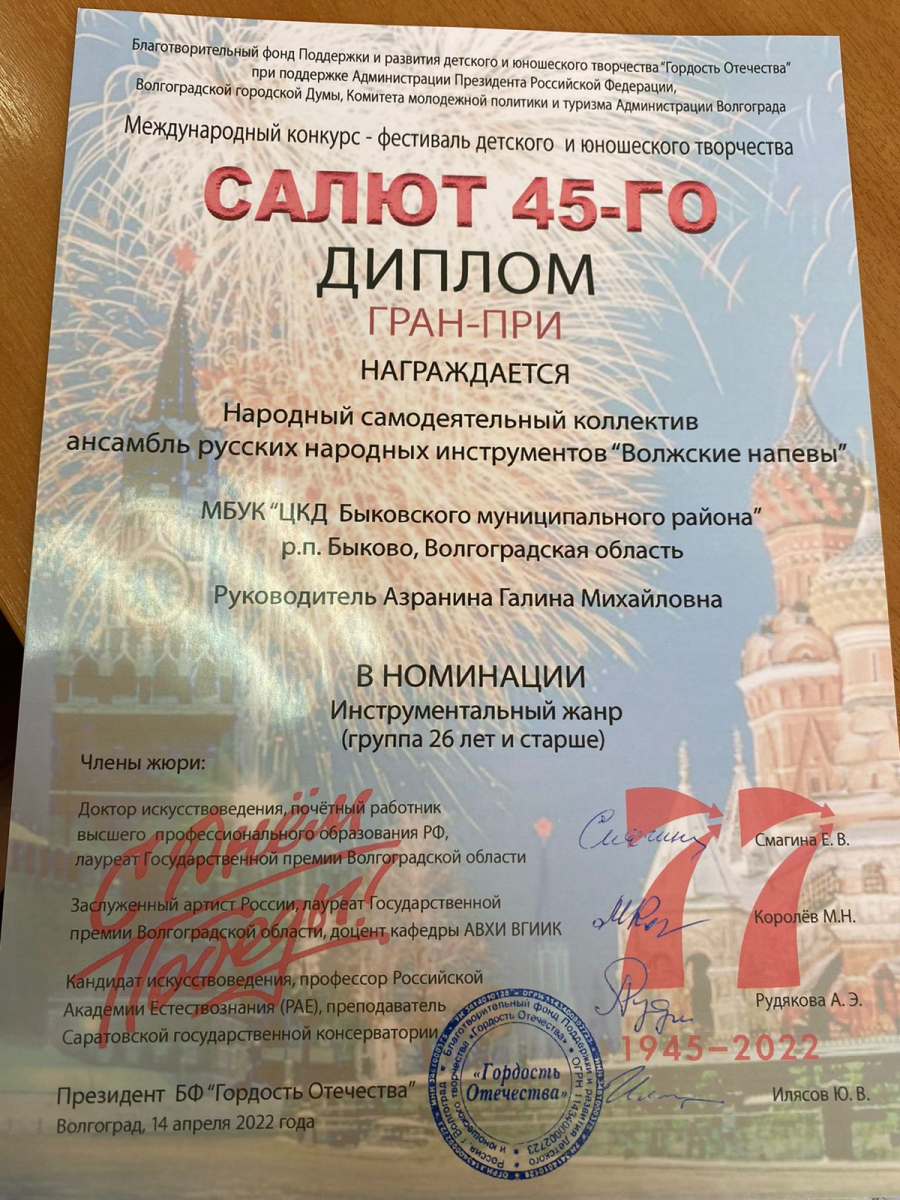 Благотворительный фонд Поддержки и развития детского и юношеского творчества "Гордость Отечества"
при поддержке Администрации Президента Российской Федерации,
Волгоградской городской Думы, Комитета молодежной политики и туризма Администрации Волгограда
Международный конкурс - фестиваль детского и юношеского творчества
САЛЮТ 45-ГО
ДИПЛОМ
ГРАН-ПРИ
НАГРАЖДАЕТСЯ
Народный самодеятельный коллектив
ансамбль русских народных инструментов "Волжские напевы"
МБУК "ЦКД Быковского муниципального района"
р.п. Быково, Волгоградская область
Руководитель Азранина Галина Михайловна
В НОМИНАЦИИ
Инструментальный жанр
(группа 26 лет и старше)
Члены жюри:
Доктор искусствоведения, почётный работник
высшего профессионального образования РФ,
лауреат Государственной премии Волгоградской области
Смагина Е. В.
Заслуженный артист России, лауреат Государственной
премии Волгоградской области, доцент кафедры АВХИ ВГИИК
Королёв М.Н.
Кандидат искусствоведения, профессор Российской
Академии Естествознания (РАЕ), преподаватель
Саратовской государственной консерватории
Рудякова А. Э.
С Днём
Победы!
77
1945–2022
Президент БФ "Гордость Отечества"
Илясов Ю. В.
Волгоград, 14 апреля 2022 года
«Гордость
Отечества»